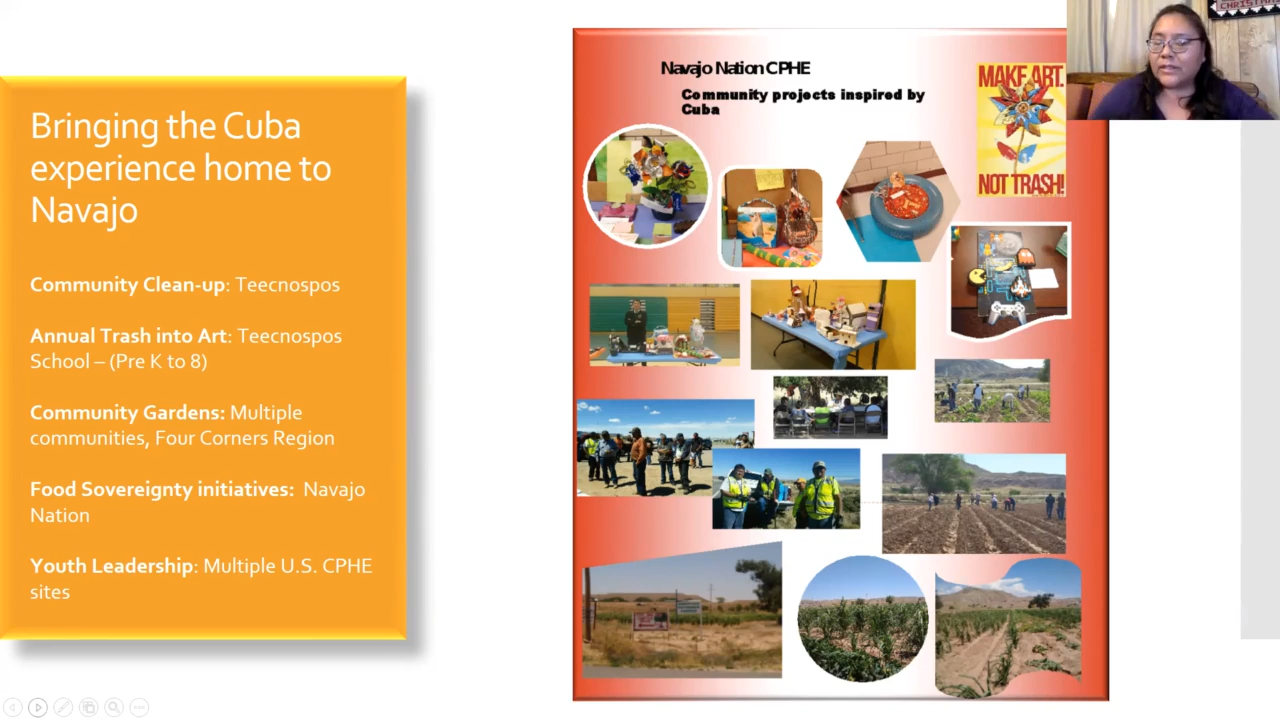 Bringing the Cuba
experience home to
Navajo
Community Clean-up: Teecnospos
Annual Trash into Art: Teecnospos
School – (Pre K to 8)
Community Gardens: Multiple
communities, Four Corners Region
Food Sovereignty initiatives:  Navajo
Nation
Youth Leadership: Multiple U.S. CPHE
sites
Navajo Nation CPHE
Community projects inspired by
Cuba
MAKE ART.
NOT TRASH!
CHRISTMAS